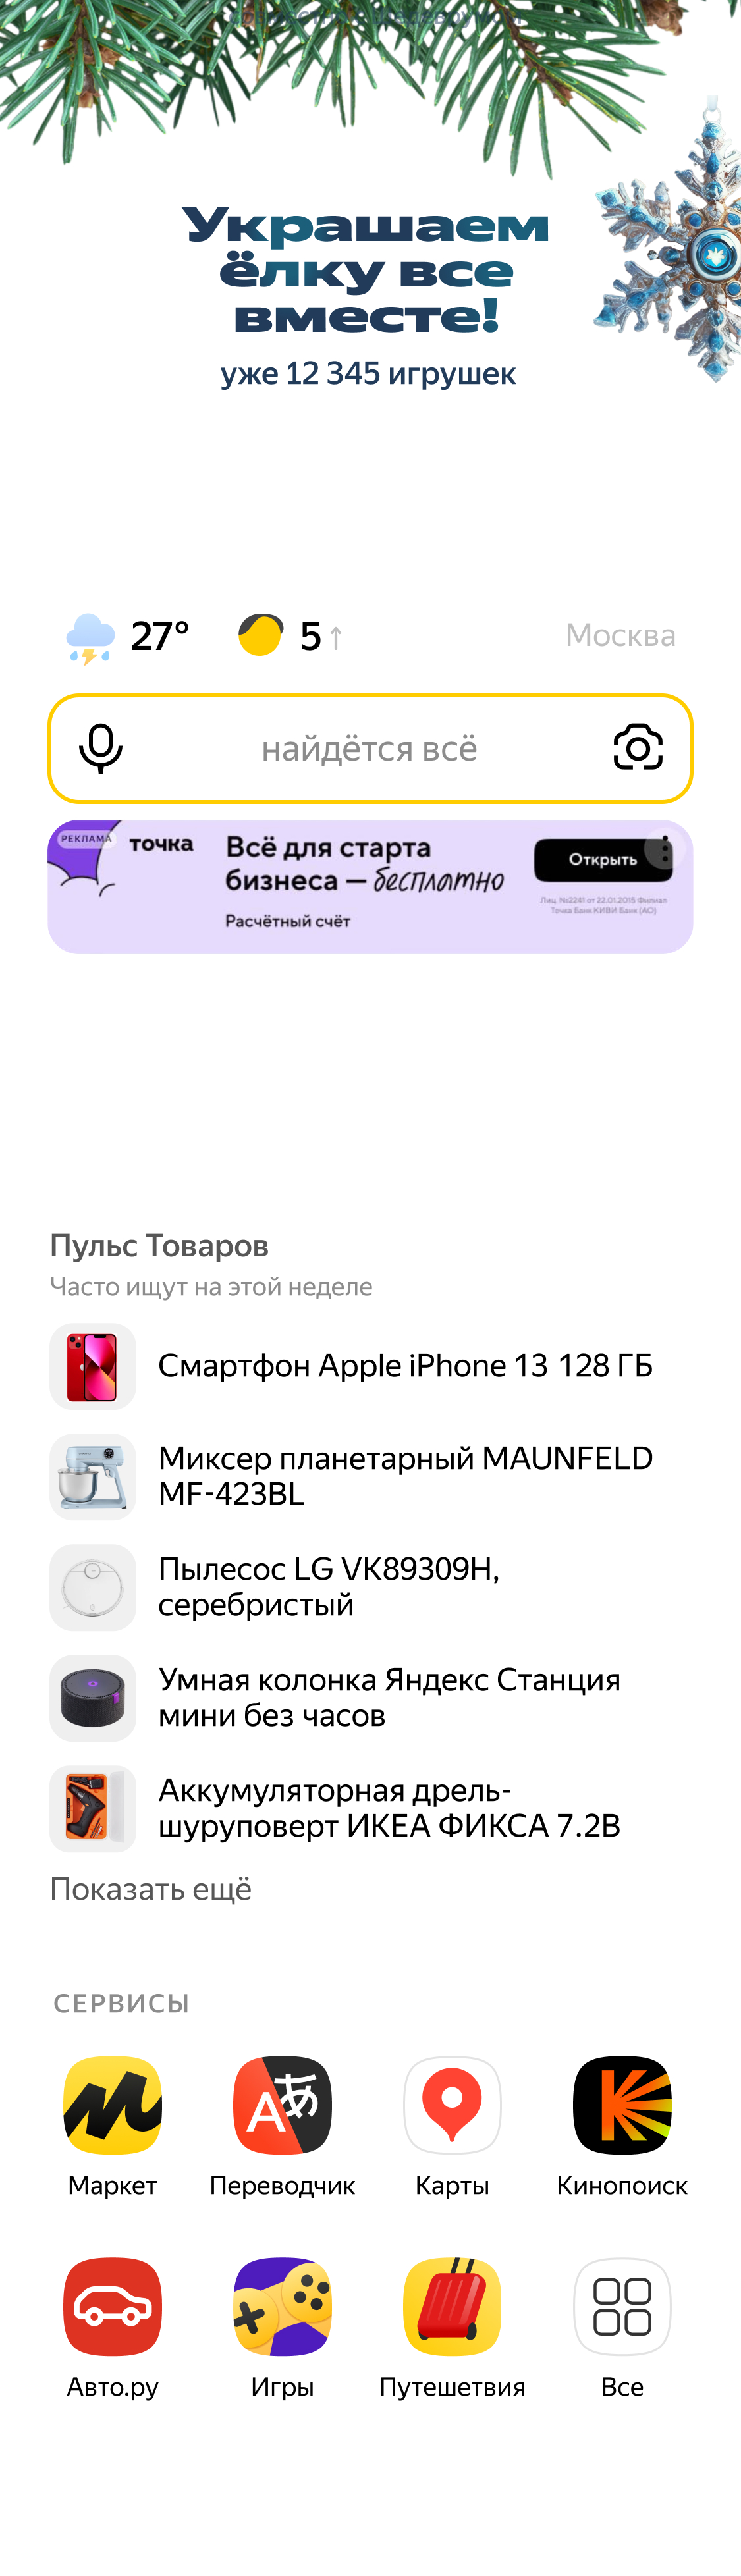 Украшаем
ёлку все
вместе!
уже 12 345 игрушек
27°
5↑
Москва
найдётся всё
РЕКЛАМА
точка
Всё для старта
бизнеса — бесплатно
Расчётный счёт
Открыть
Лиц. №2241 от 22.01.2015 Филиал
Точка Банк КИВИ Банк (АО)
Пульс Товаров
Часто ищут на этой неделе
Смартфон Apple iPhone 13 128 ГБ
Миксер планетарный MAUNFELD
MF-423BL
Пылесос LG VK89309H,
серебристый
Умная колонка Яндекс Станция
мини без часов
Аккумуляторная дрель-
шуруповерт ИКЕА ФИКСА 7.2В
Показать ещё
СЕРВИСЫ
Маркет
Переводчик
Карты
Кинопоиск
Авто.ру
Игры
Путешетвия
Все